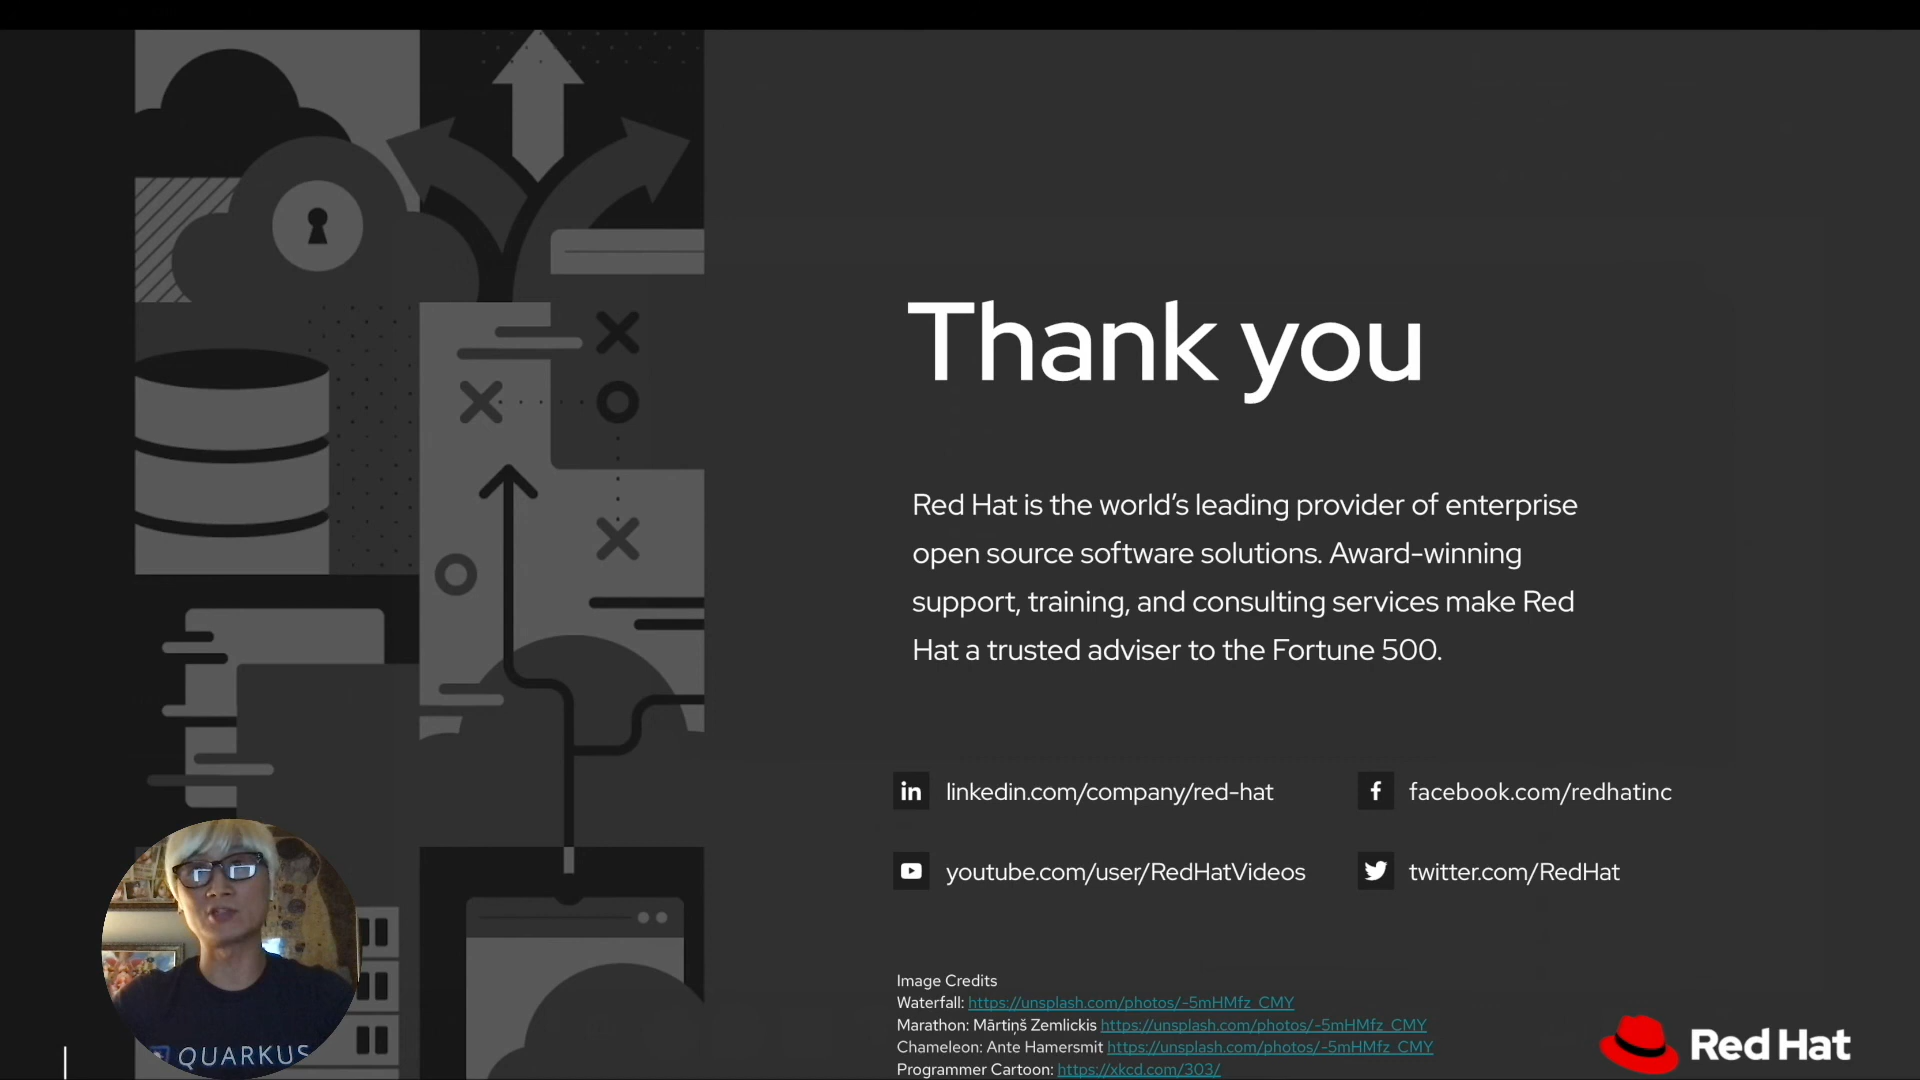 Thank you
Red Hat is the world’s leading provider of enterprise
open source software solutions. Award-winning
support, training, and consulting services make Red
Hat a trusted adviser to the Fortune 500.
in linkedin.com/company/red-hat
f facebook.com/redhatinc
youtube.com/user/RedHatVideos
twitter.com/RedHat
Image Credits
Waterfall: https://unsplash.com/photos/-5mHMfz_CMY
Marathon: Mārtiņš Zemlickis https://unsplash.com/photos/-5mHMfz_CMY
Chameleon: Ante Hamersmit https://unsplash.com/photos/-5mHMfz_CMY
Programmer Cartoon: https://xkcd.com/303/
Red Hat
QUARKUS